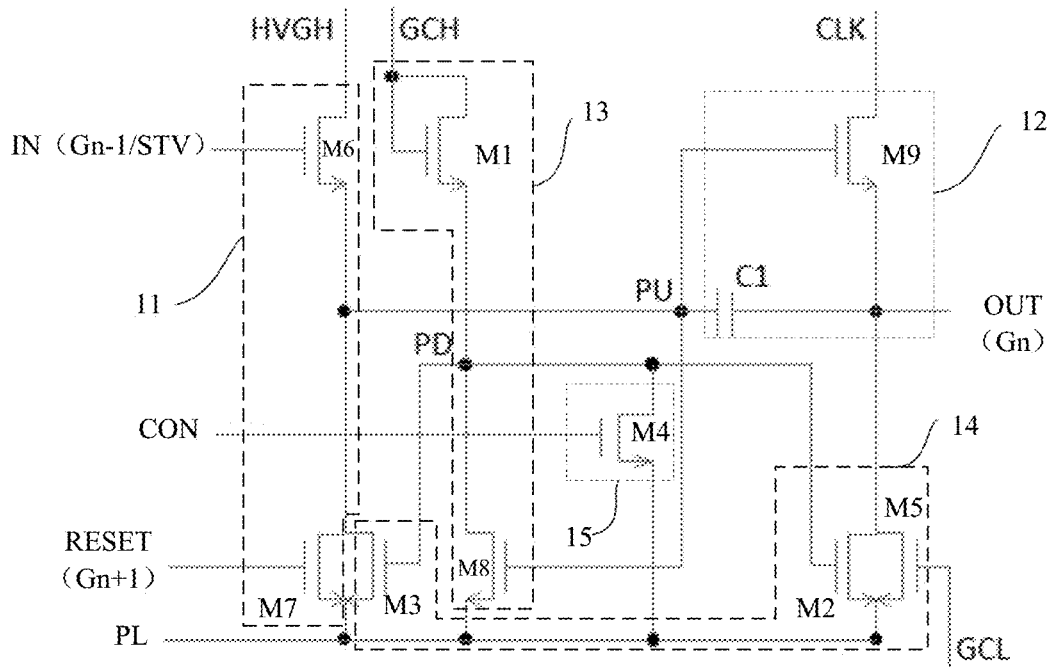 HVGH
GCH
CLK
IN（Gn-1/STV)
M6
M1
13
M9
12
11
PU
C1
OUT
（Gn）
PD
CON
M4
14
15
M5
RESET
（Gn+1）
M8
M7
M3
M2
PL
GCL